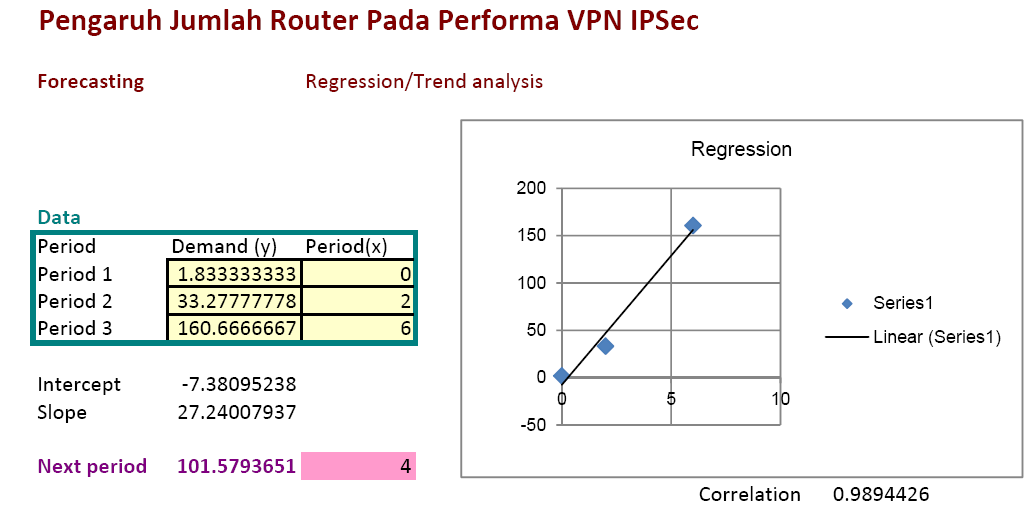 Pengaruh Jumlah Router Pada Performa VPN IPSec
Forecasting Regression/Trend analysis
Data
Period Demand (y) Period(x)
Period 1 1.833333333 0
Period 2 33.27777778 2
Period 3 160.6666667 6
Intercept -7.38095238
Slope 27.24007937
Next period 101.5793651 4
Regression
200
150
100
50
0
-50
0 5 10
Series1
Linear (Series1)
Correlation 0.9894426